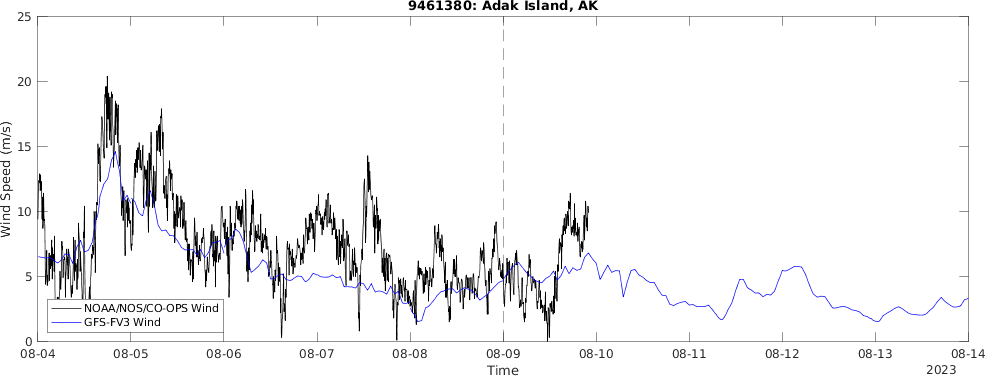 9461380: Adak Island, AK
25
20
15
10
5
0
Wind Speed (m/s)
NOAA/NOS/CO-OPS Wind
GFS-FV3 Wind
08-04 08-05 08-06 08-07 08-08 08-09 08-10 08-11 08-12 08-13 08-14
Time
2023